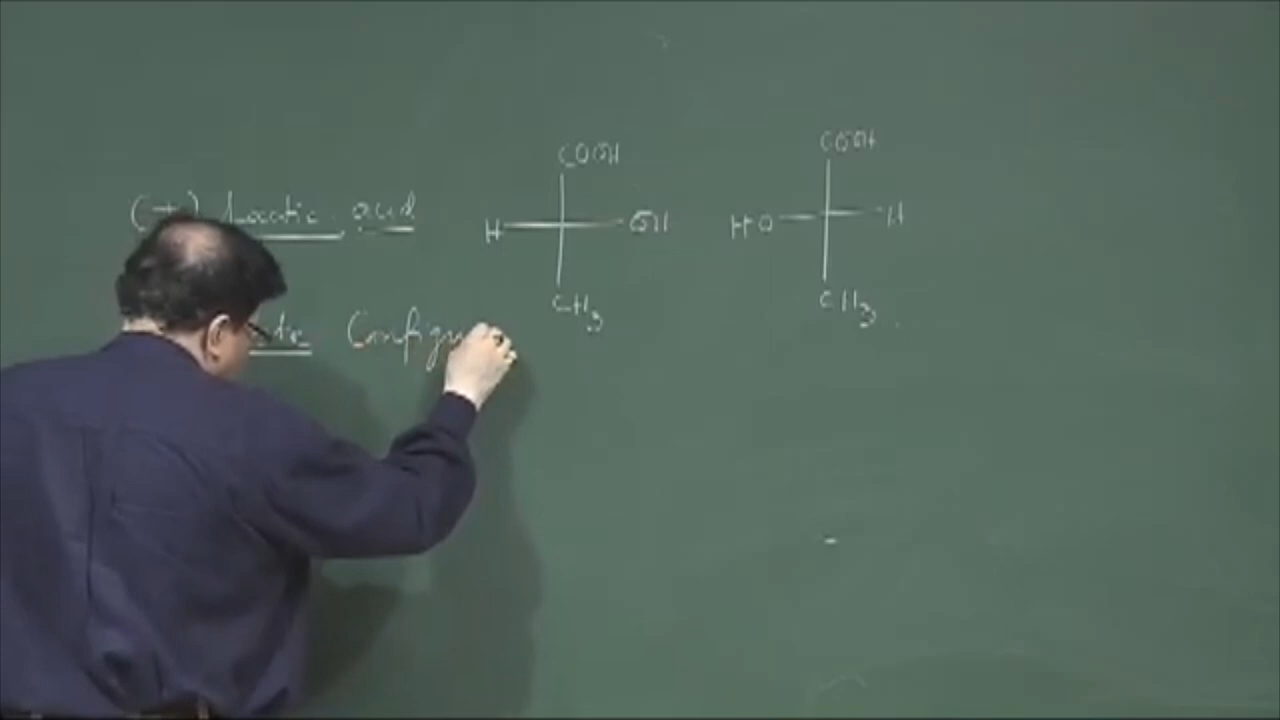 COOH
COOH
(+) Lactic acid
H
OH
HO
H
CH3
CH3
Configu